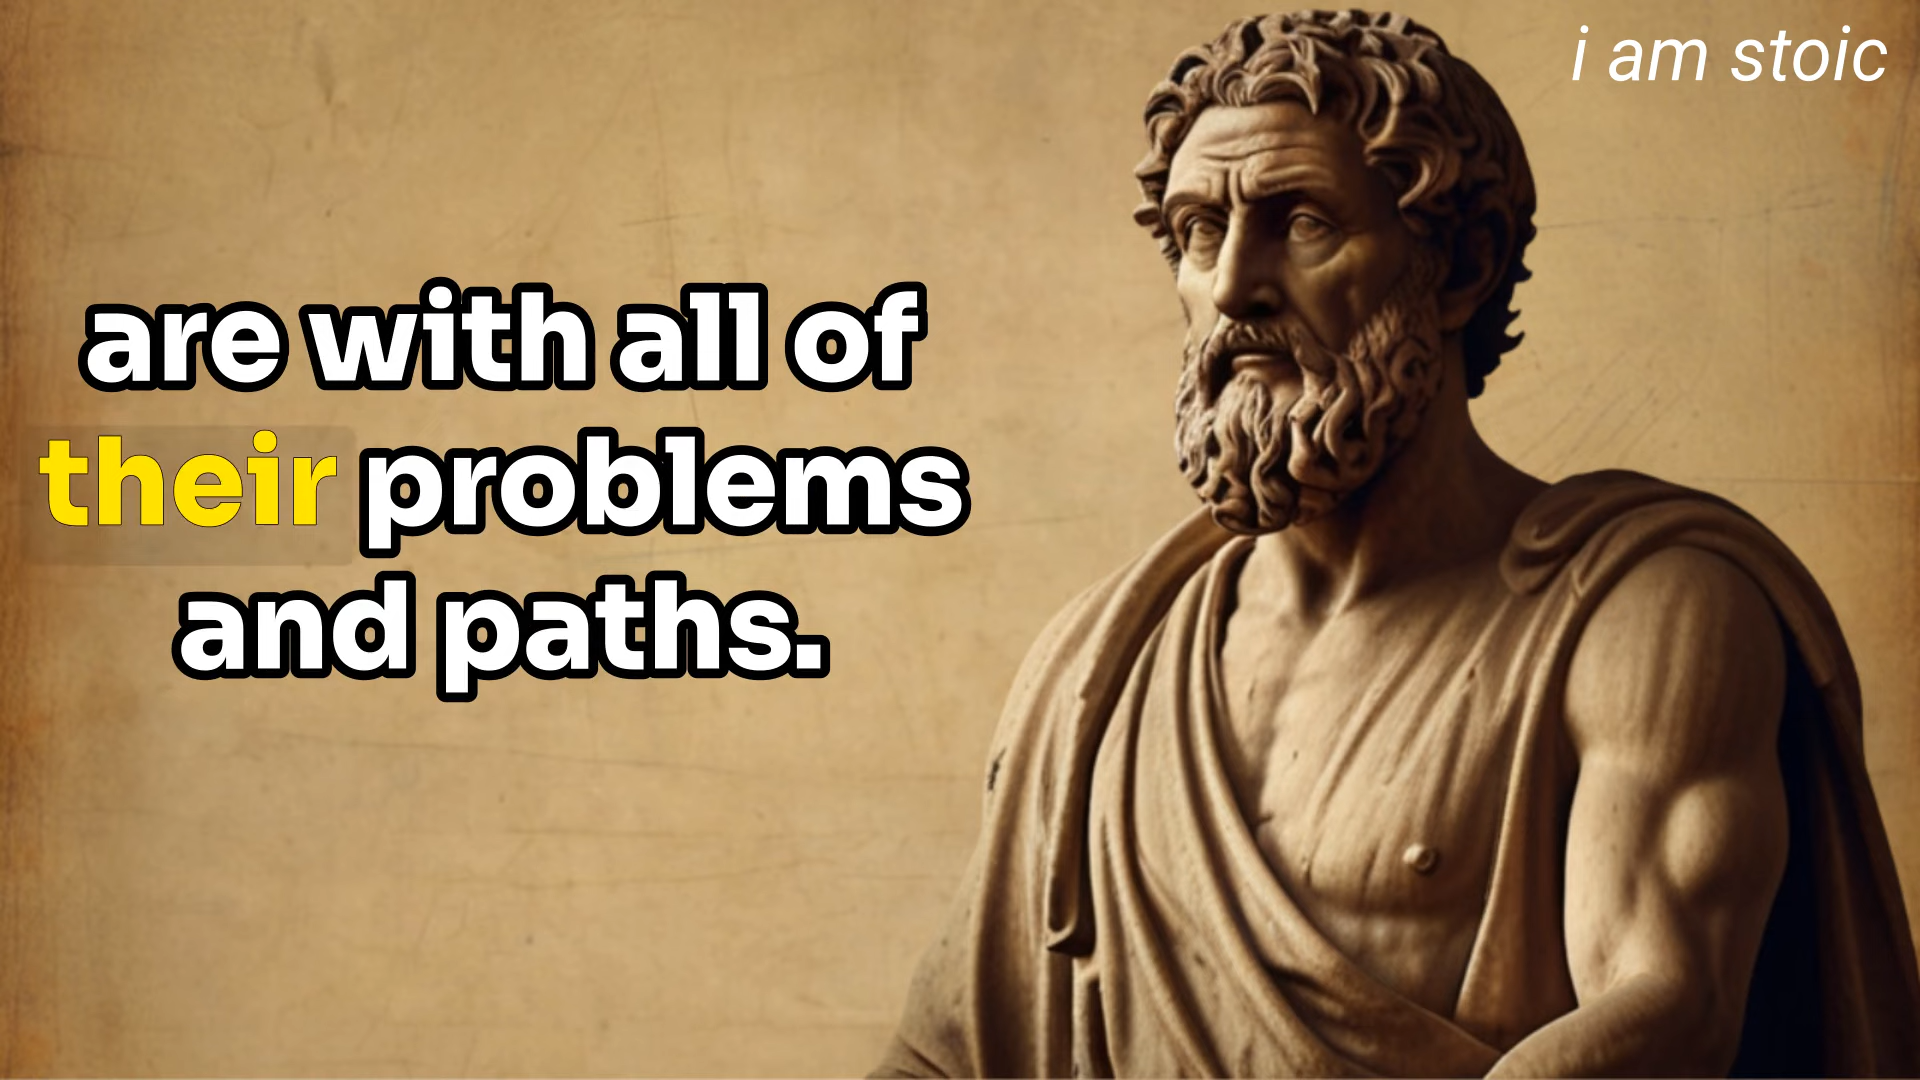 i am stoic
are with all of
their problems
and paths.